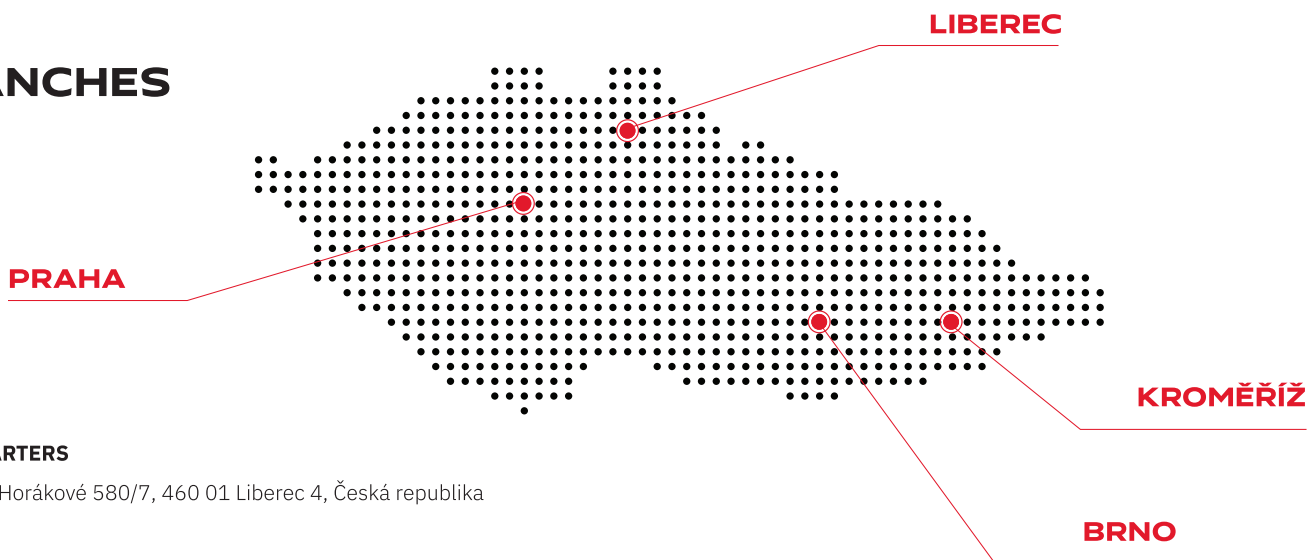 LIBEREC
ANCHES
PRAHA
KROMĚŘÍŽ
ARTERS
Horákové 580/7, 460 01 Liberec 4, Česká republika
BRNO